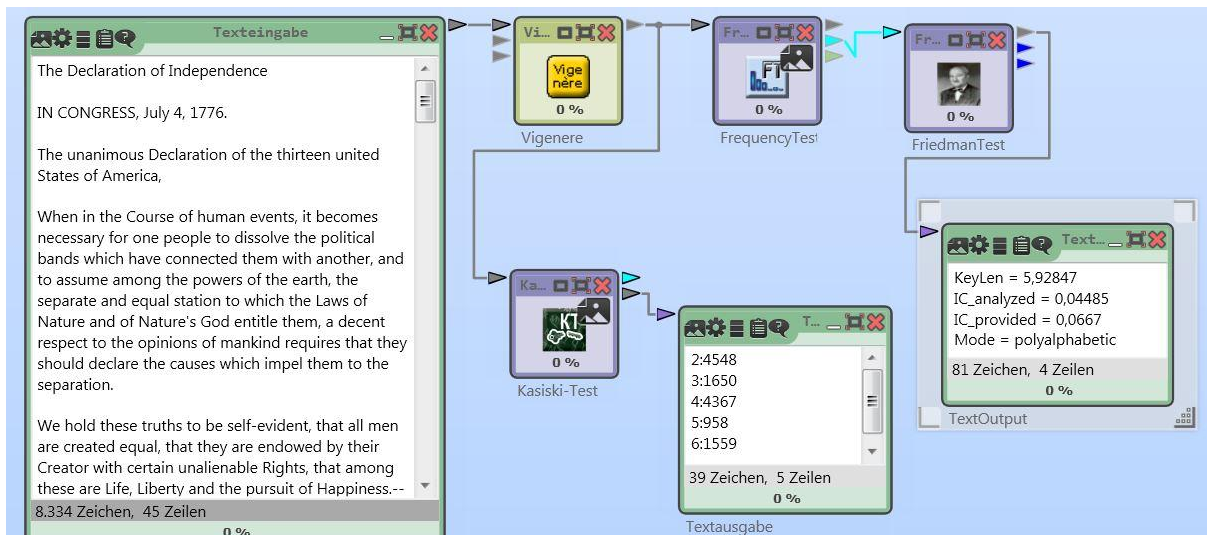 Texteingabe
The Declaration of Independence
IN CONGRESS, July 4, 1776.
The unanimous Declaration of the thirteen united
States of America,
When in the Course of human events, it becomes
necessary for one people to dissolve the political
bands which have connected them with another, and
to assume among the powers of the earth, the
separate and equal station to which the Laws of
Nature and of Nature's God entitle them, a decent
respect to the opinions of mankind requires that they
should declare the causes which impel them to the
separation.
We hold these truths to be self-evident, that all men
are created equal, that they are endowed by their
Creator with certain unalienable Rights, that among
these are Life, Liberty and the pursuit of Happiness.--
8.334 Zeichen, 45 Zeilen
0 %
Vi...
Vige
nère
0 %
Vigenere
Fr...
FT
0 %
FrequencyTest
Fr...
0 %
FriedmanTest
Ka...
KT
0 %
Kasiski-Test
T...
2:4548
3:1650
4:4367
5:958
6:1559
39 Zeichen, 5 Zeilen
0 %
Textausgabe
Text...
KeyLen = 5,92847
IC_analyzed = 0,04485
IC_provided = 0,0667
Mode = polyalphabetic
81 Zeichen, 4 Zeilen
0 %
TextOutput